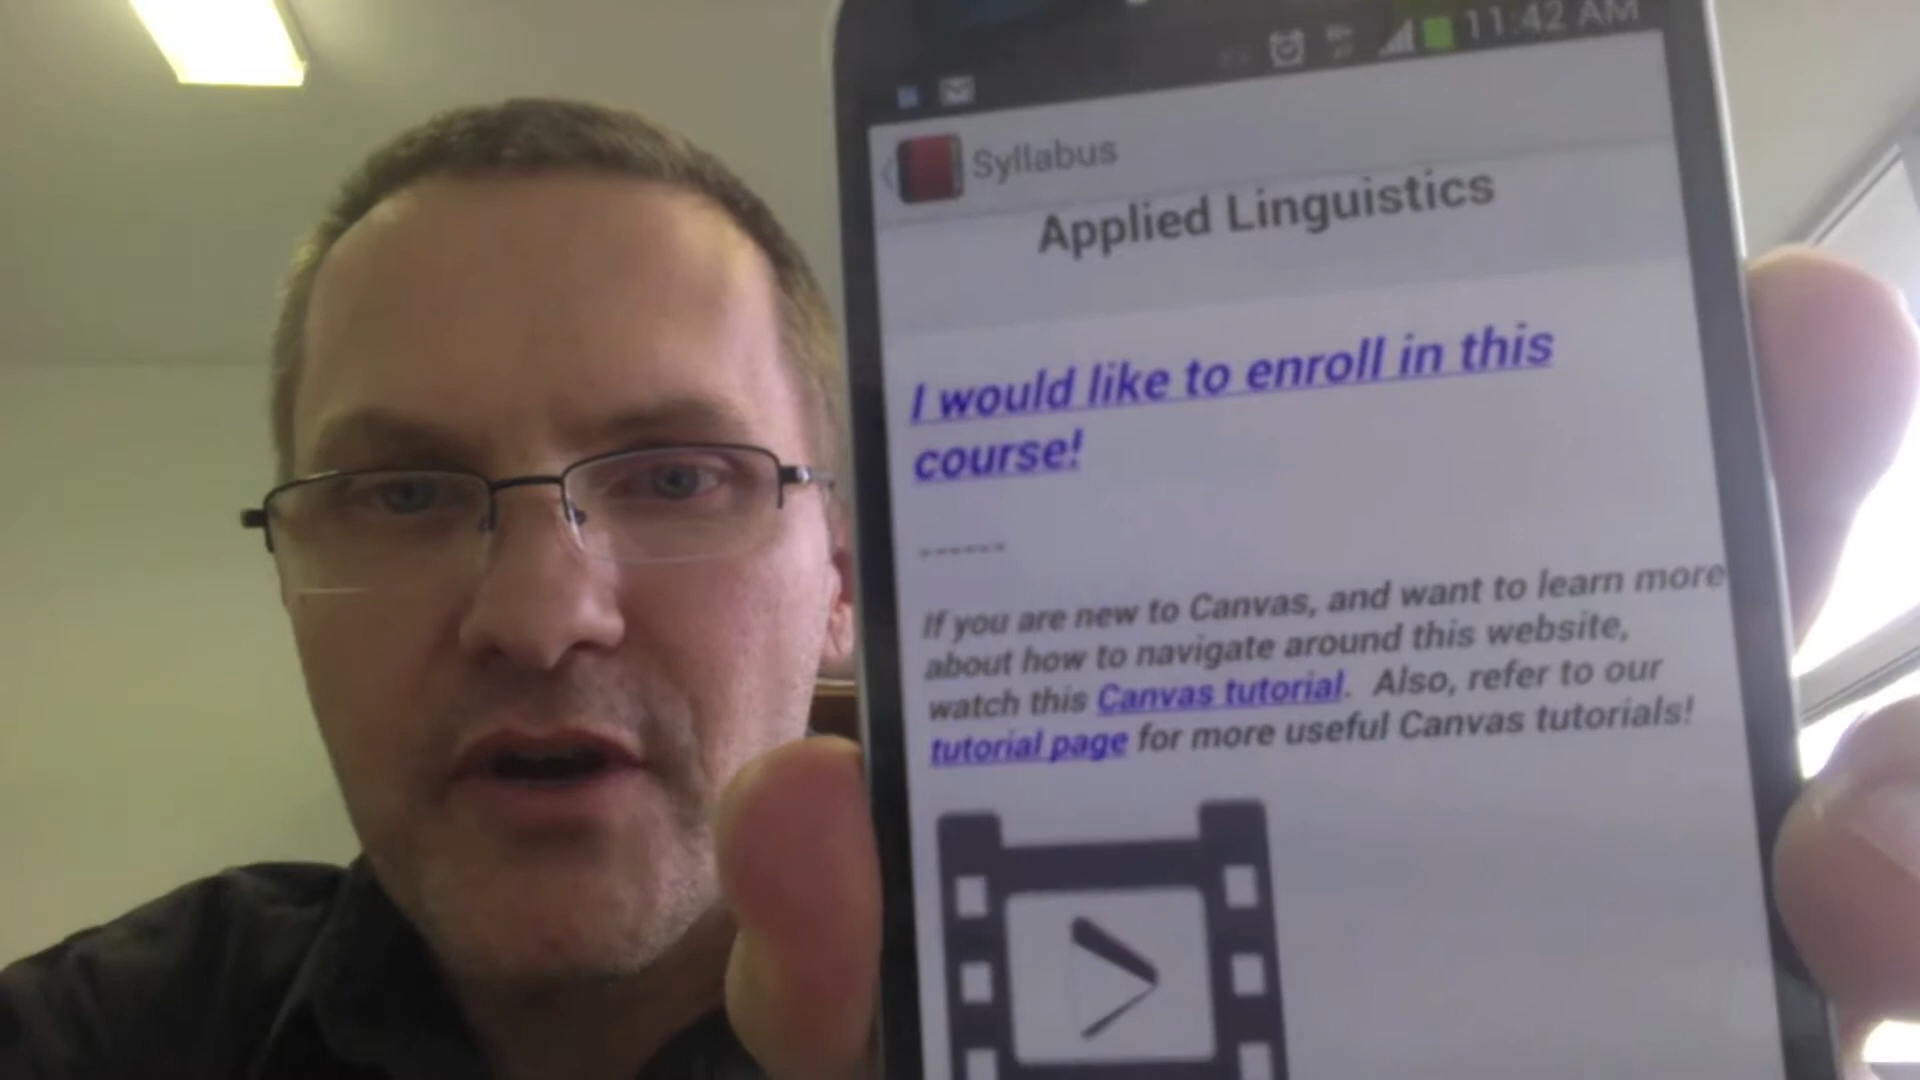 11:42 AM
Syllabus
Applied Linguistics
I would like to enroll in this
course!
------
If you are new to Canvas, and want to learn more
about how to navigate around this website,
watch this Canvas tutorial.  Also, refer to our
tutorial page for more useful Canvas tutorials!